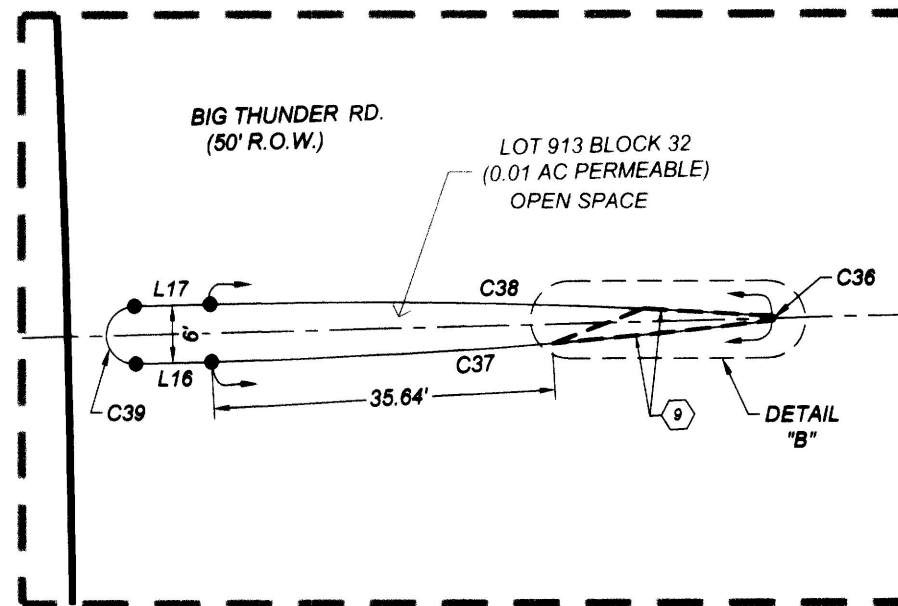 BIG THUNDER RD.
(50' R.O.W.)
LOT 913 BLOCK 32
(0.01 AC PERMEABLE)
OPEN SPACE
L17
C38
C36
6'
L16
C37
C39
35.64'
9
DETAIL
"B"